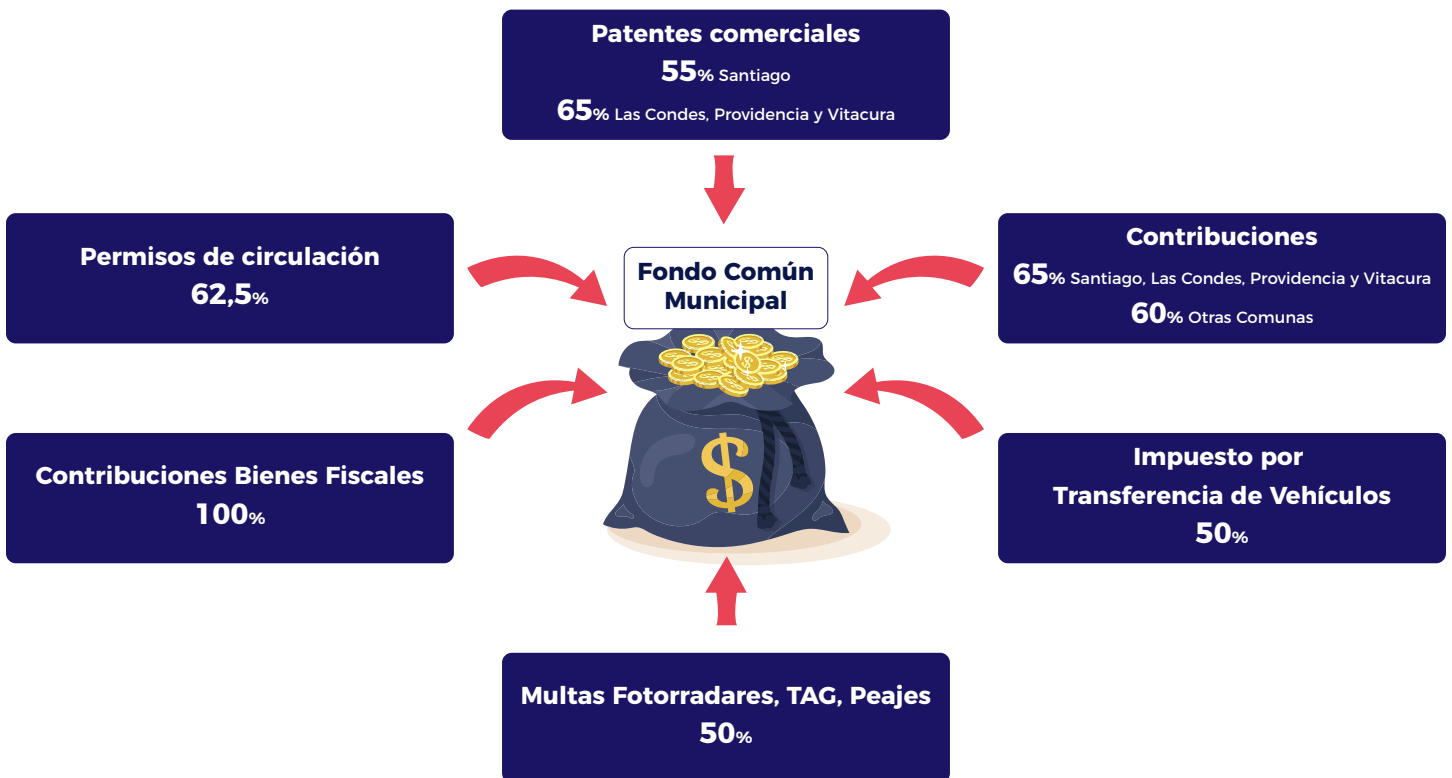 Patentes comerciales
55% Santiago
65% Las Condes, Providencia y Vitacura
Permisos de circulación
62,5%
Fondo Común
Municipal
Contribuciones
65% Santiago, Las Condes, Providencia y Vitacura
60% Otras Comunas
Contribuciones Bienes Fiscales
100%
$
Impuesto por
Transferencia de Vehículos
50%
Multas Fotorradares, TAG, Peajes
50%